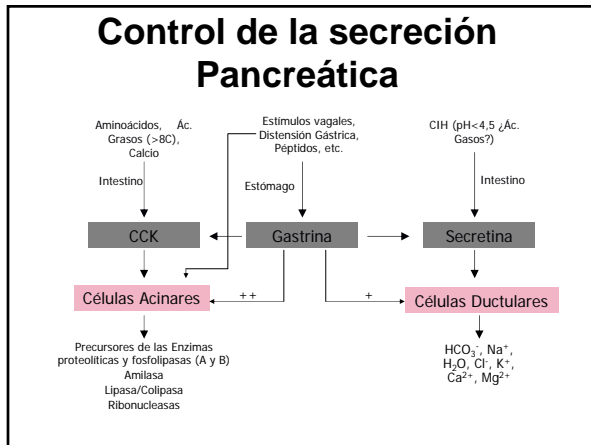 Control de la secreción
Pancreática
Aminoácidos, Ác.
Grasos (>8C),
Calcio
Estímulos vagales,
Distensión Gástrica,
Péptidos, etc.
ClH (pH<4,5 ¿Ác.
Gasos?)
Intestino
Estómago
Intestino
CCK
Gastrina
Secretina
Células Acinares
++
+
Células Ductulares
Precursores de las Enzimas
proteolíticas y fosfolipasas (A y B)
Amilasa
Lipasa/Colipasa
Ribonucleasas
HCO₃⁻, Na⁺,
H₂O, Cl⁻, K⁺,
Ca²⁺, Mg²⁺